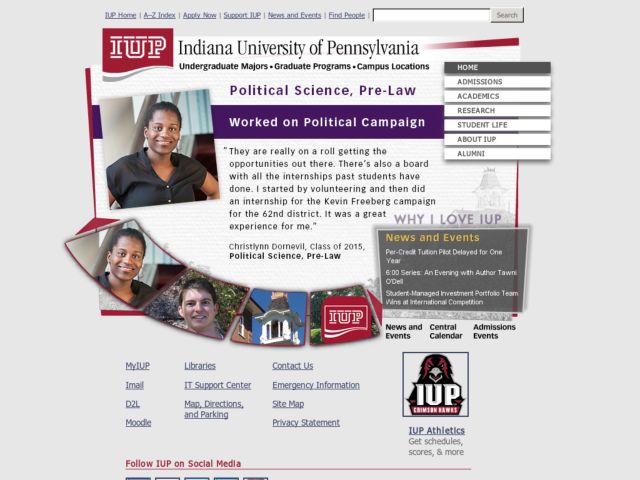 IUP Home | A–Z Index | Apply Now | Support IUP | News and Events | Find People |
Search
IUP
Indiana University of Pennsylvania
Undergraduate Majors • Graduate Programs • Campus Locations
HOME
ADMISSIONS
ACADEMICS
RESEARCH
STUDENT LIFE
ABOUT IUP
ALUMNI
Political Science, Pre-Law
Worked on Political Campaign
"They are really on a roll getting the
opportunities out there. There's also a board
with all the internships past students have
done. I started by volunteering and then did
an internship for the Kevin Freeberg campaign
for the 62nd district. It was a great
experience for me."
Christlynn Dornevil, Class of 2015,
Political Science, Pre-Law
WHY I LOVE IUP
News and Events
Per-Credit Tuition Pilot Delayed for One
Year
6:00 Series: An Evening with Author Tawni
O'Dell
Student-Managed Investment Portfolio Team
Wins at International Competition
IUP
News and Events
Central Calendar
Admissions Events
MyIUP
Imail
D2L
Moodle
Libraries
IT Support Center
Map, Directions,
and Parking
Contact Us
Emergency Information
Site Map
Privacy Statement
IUP
CRIMSON HAWKS
IUP Athletics
Get schedules,
scores, & more
Follow IUP on Social Media